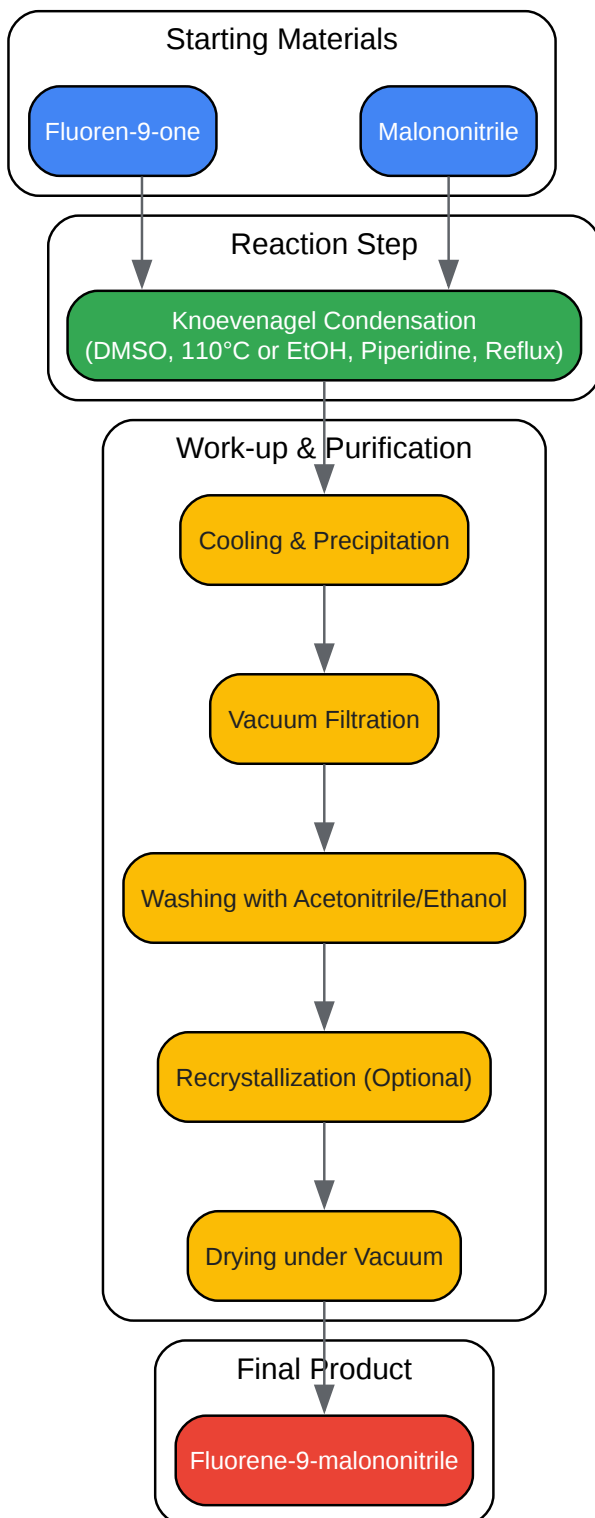 Starting Materials
Fluoren-9-one
Malononitrile
Reaction Step
Knoevenagel Condensation
(DMSO, 110°C or EtOH, Piperidine, Reflux)
Work-up & Purification
Cooling & Precipitation
Vacuum Filtration
Washing with Acetonitrile/Ethanol
Recrystallization (Optional)
Drying under Vacuum
Final Product
Fluorene-9-malononitrile